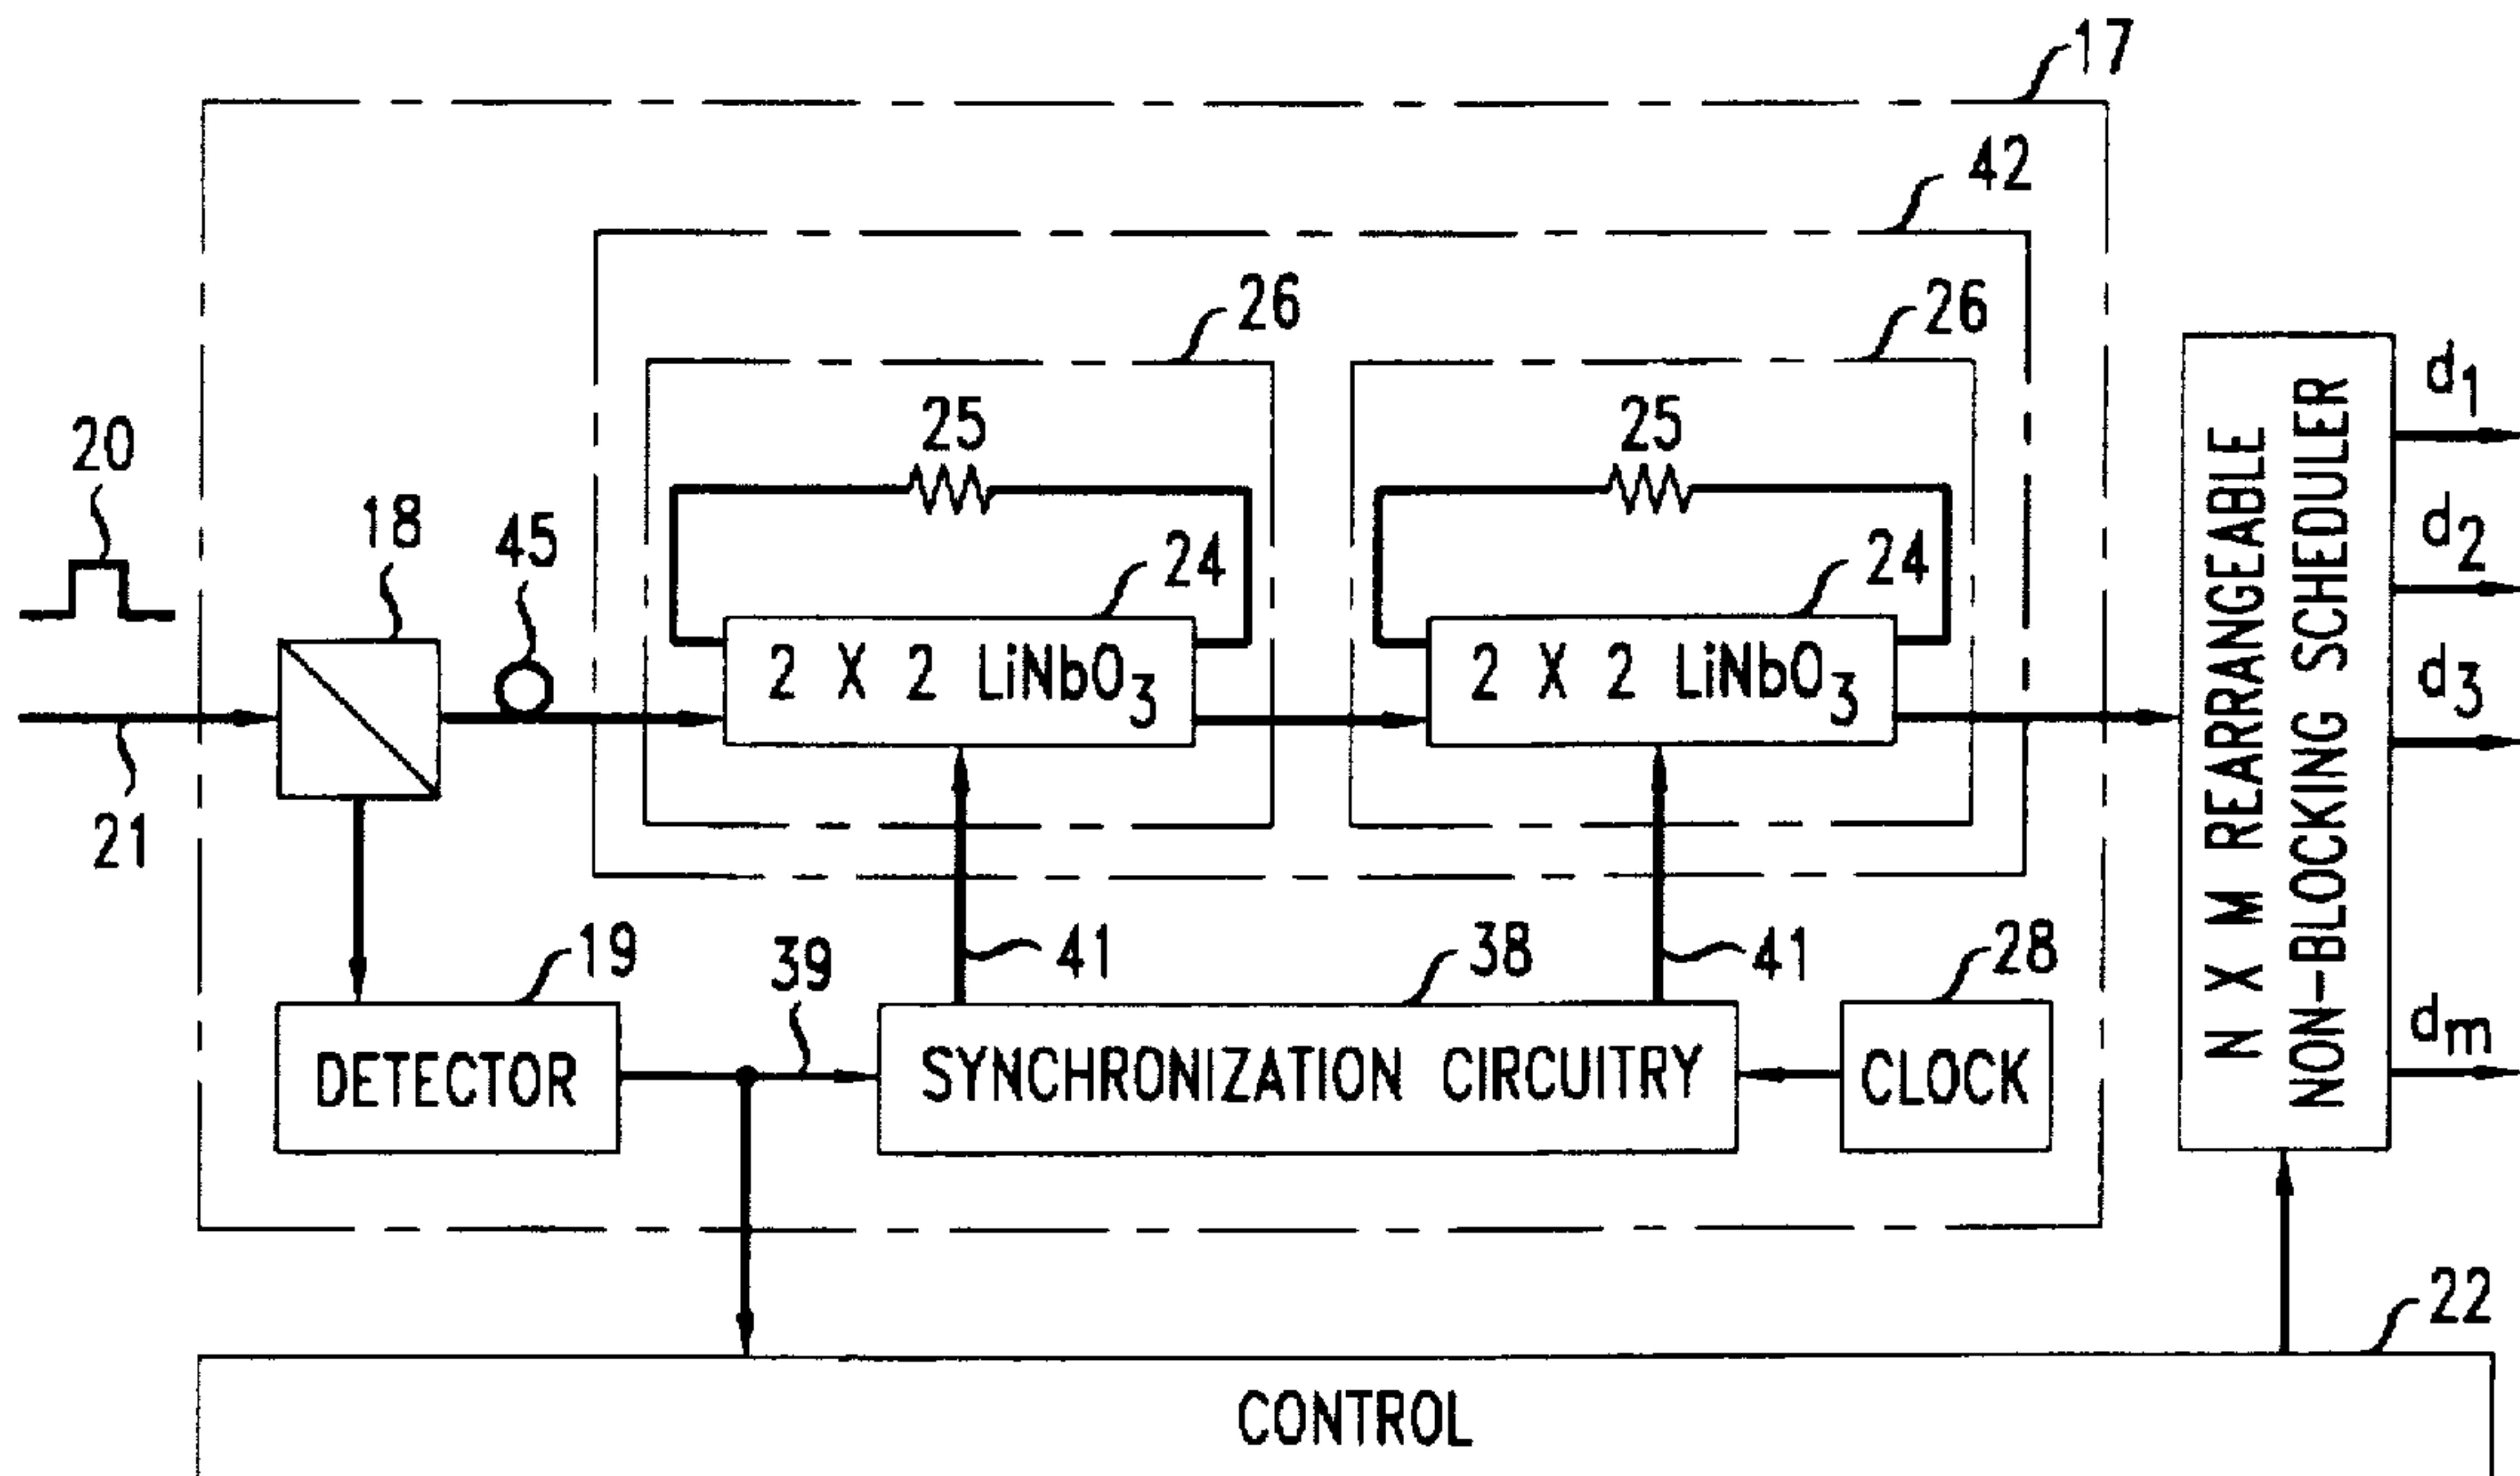 17
42
26
26
25
25
20
18
45
24
24
2 X 2 LiNbO3
2 X 2 LiNbO3
21
19
39
41
38
41
28
DETECTOR
SYNCHRONIZATION CIRCUITRY
CLOCK
N X M REARRANGEABLE
NON-BLOCKING SCHEDULER
d1
d2
d3
dm
22
CONTROL